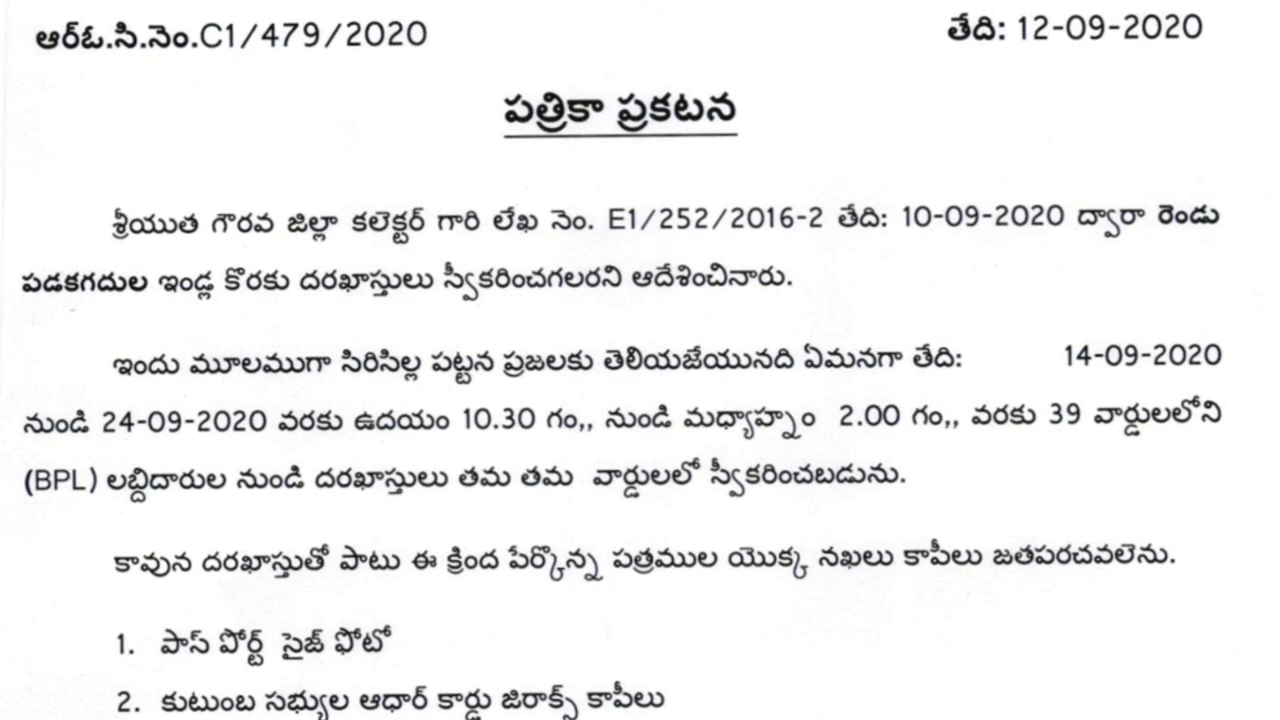 ఆర్ఓ.సి.నెం.C1/479/2020 తేది: 12-09-2020
పత్రికా ప్రకటన
శ్రీయుత గౌరవ జిల్లా కలెక్టర్ గారి లేఖ నెం. E1/252/2016-2 తేది: 10-09-2020 ద్వారా రెండు
పడకగదుల ఇండ్ల కొరకు దరఖాస్తులు స్వీకరించగలరని ఆదేశించినారు.
ఇందు మూలముగా సిరిసిల్ల పట్టన ప్రజలకు తెలియజేయునది ఏమనగా తేది: 14-09-2020
నుండి 24-09-2020 వరకు ఉదయం 10.30 గం,, నుండి మధ్యాహ్నం 2.00 గం,, వరకు 39 వార్డులలోని
(BPL) లబ్దిదారుల నుండి దరఖాస్తులు తమ తమ వార్డులలో స్వీకరించబడును.
కావున దరఖాస్తుతో పాటు ఈ క్రింద పేర్కొన్న పత్రముల యొక్క నఖలు కాపీలు జతపరచవలెను.
1. పాస్ పోర్ట్ సైజ్ ఫోటో
2. కుటుంబ సభ్యుల ఆధార్ కార్డు జిరాక్స్ కాపీలు